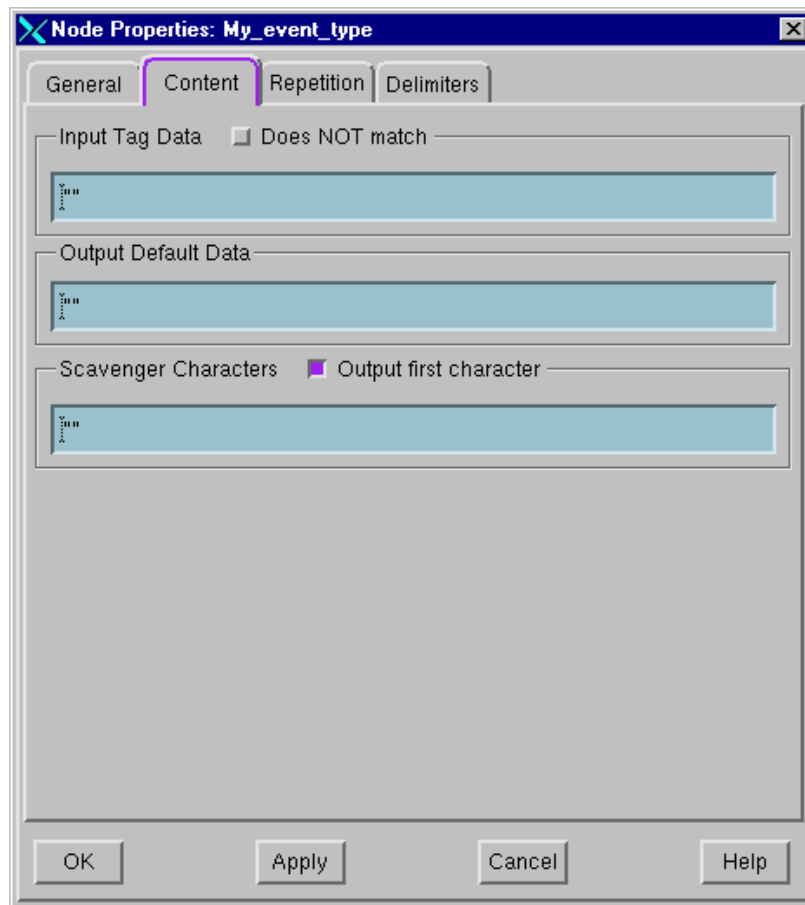 Node Properties: My_event_type
General Content Repetition Delimiters
Input Tag Data Does NOT match
""
Output Default Data
""
Scavenger Characters Output first character
""
OK Apply Cancel Help